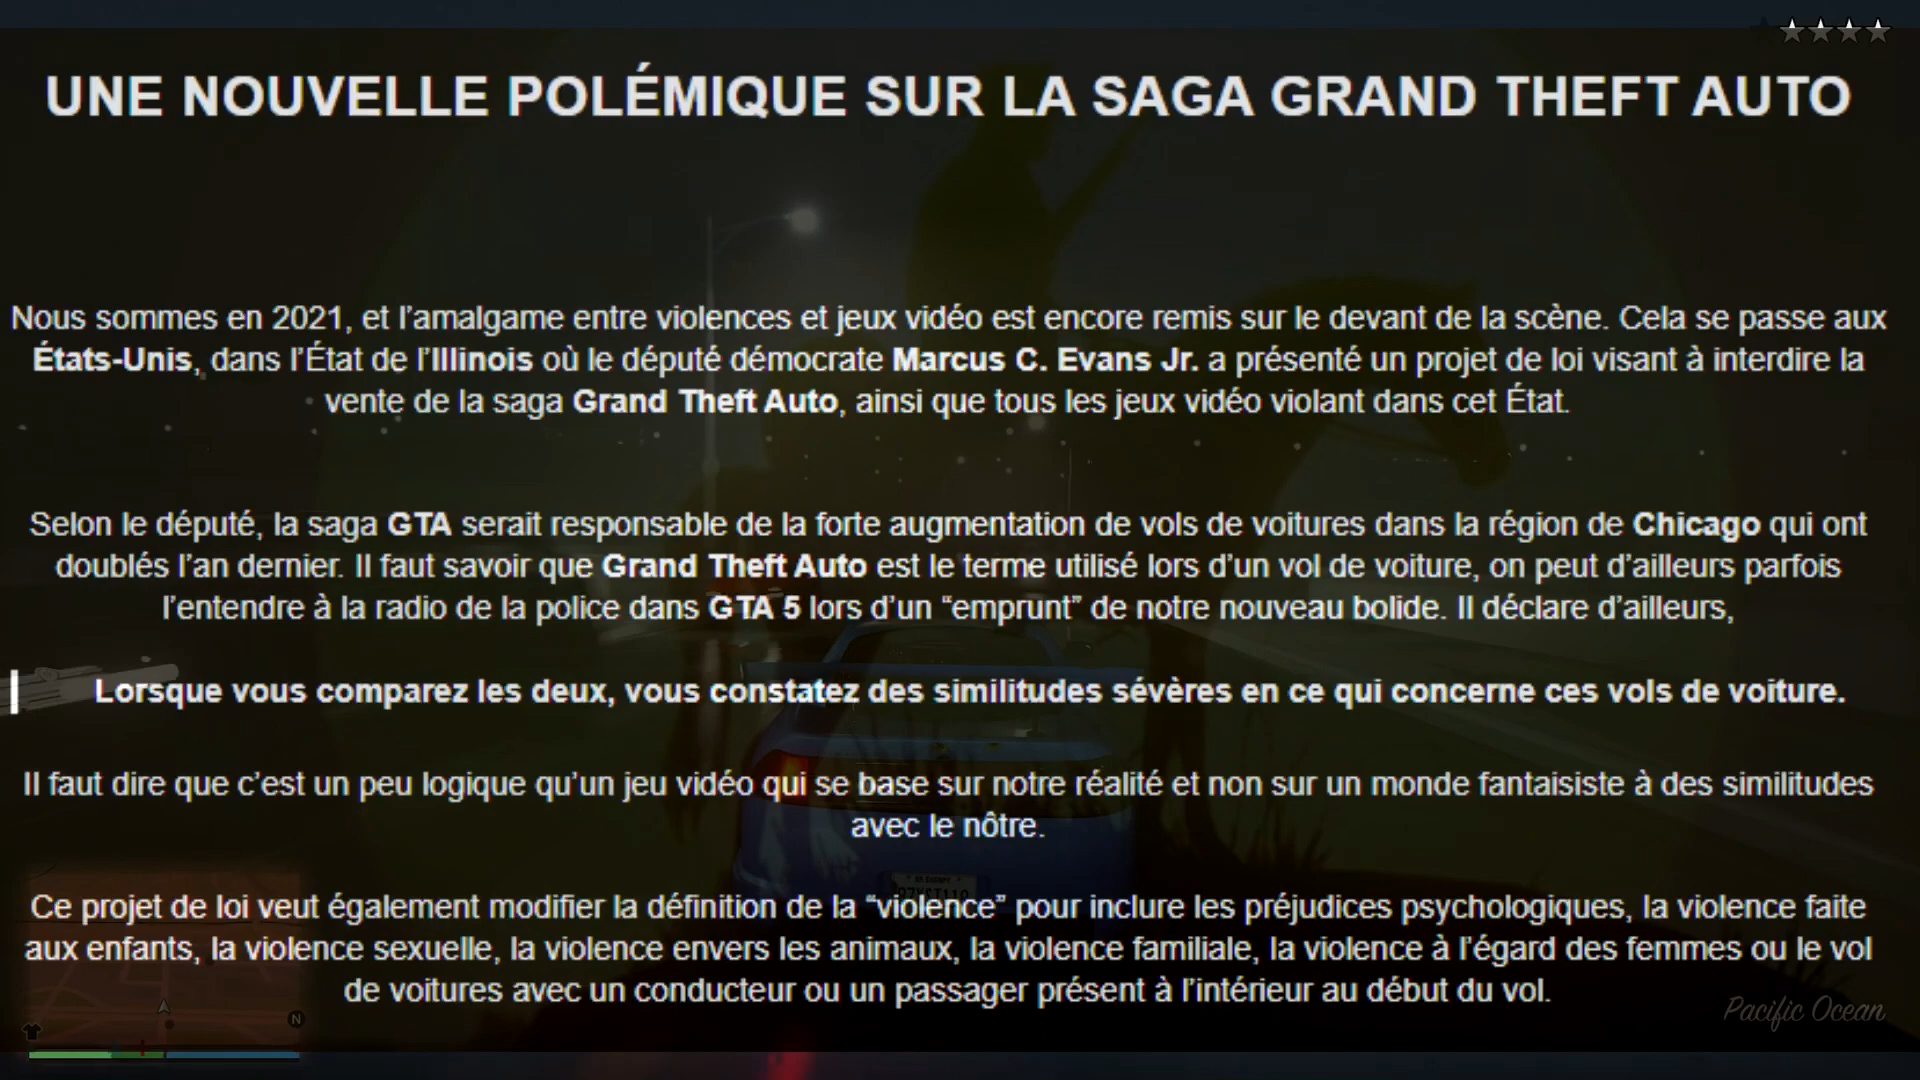 UNE NOUVELLE POLÉMIQUE SUR LA SAGA GRAND THEFT AUTO
Nous sommes en 2021, et l’amalgame entre violences et jeux vidéo est encore remis sur le devant de la scène. Cela se passe aux
États-Unis, dans l’État de l’Illinois où le député démocrate Marcus C. Evans Jr. a présenté un projet de loi visant à interdire la
vente de la saga Grand Theft Auto, ainsi que tous les jeux vidéo violant dans cet État.
Selon le député, la saga GTA serait responsable de la forte augmentation de vols de voitures dans la région de Chicago qui ont
doublés l’an dernier. Il faut savoir que Grand Theft Auto est le terme utilisé lors d’un vol de voiture, on peut d’ailleurs parfois
l’entendre à la radio de la police dans GTA 5 lors d’un “emprunt” de notre nouveau bolide. Il déclare d’ailleurs,
Lorsque vous comparez les deux, vous constatez des similitudes sévères en ce qui concerne ces vols de voiture.
Il faut dire que c’est un peu logique qu’un jeu vidéo qui se base sur notre réalité et non sur un monde fantaisiste à des similitudes
avec le nôtre.
Ce projet de loi veut également modifier la définition de la “violence” pour inclure les préjudices psychologiques, la violence faite
aux enfants, la violence sexuelle, la violence envers les animaux, la violence familiale, la violence à l’égard des femmes ou le vol
de voitures avec un conducteur ou un passager présent à l’intérieur au début du vol.
N
Pacific Ocean